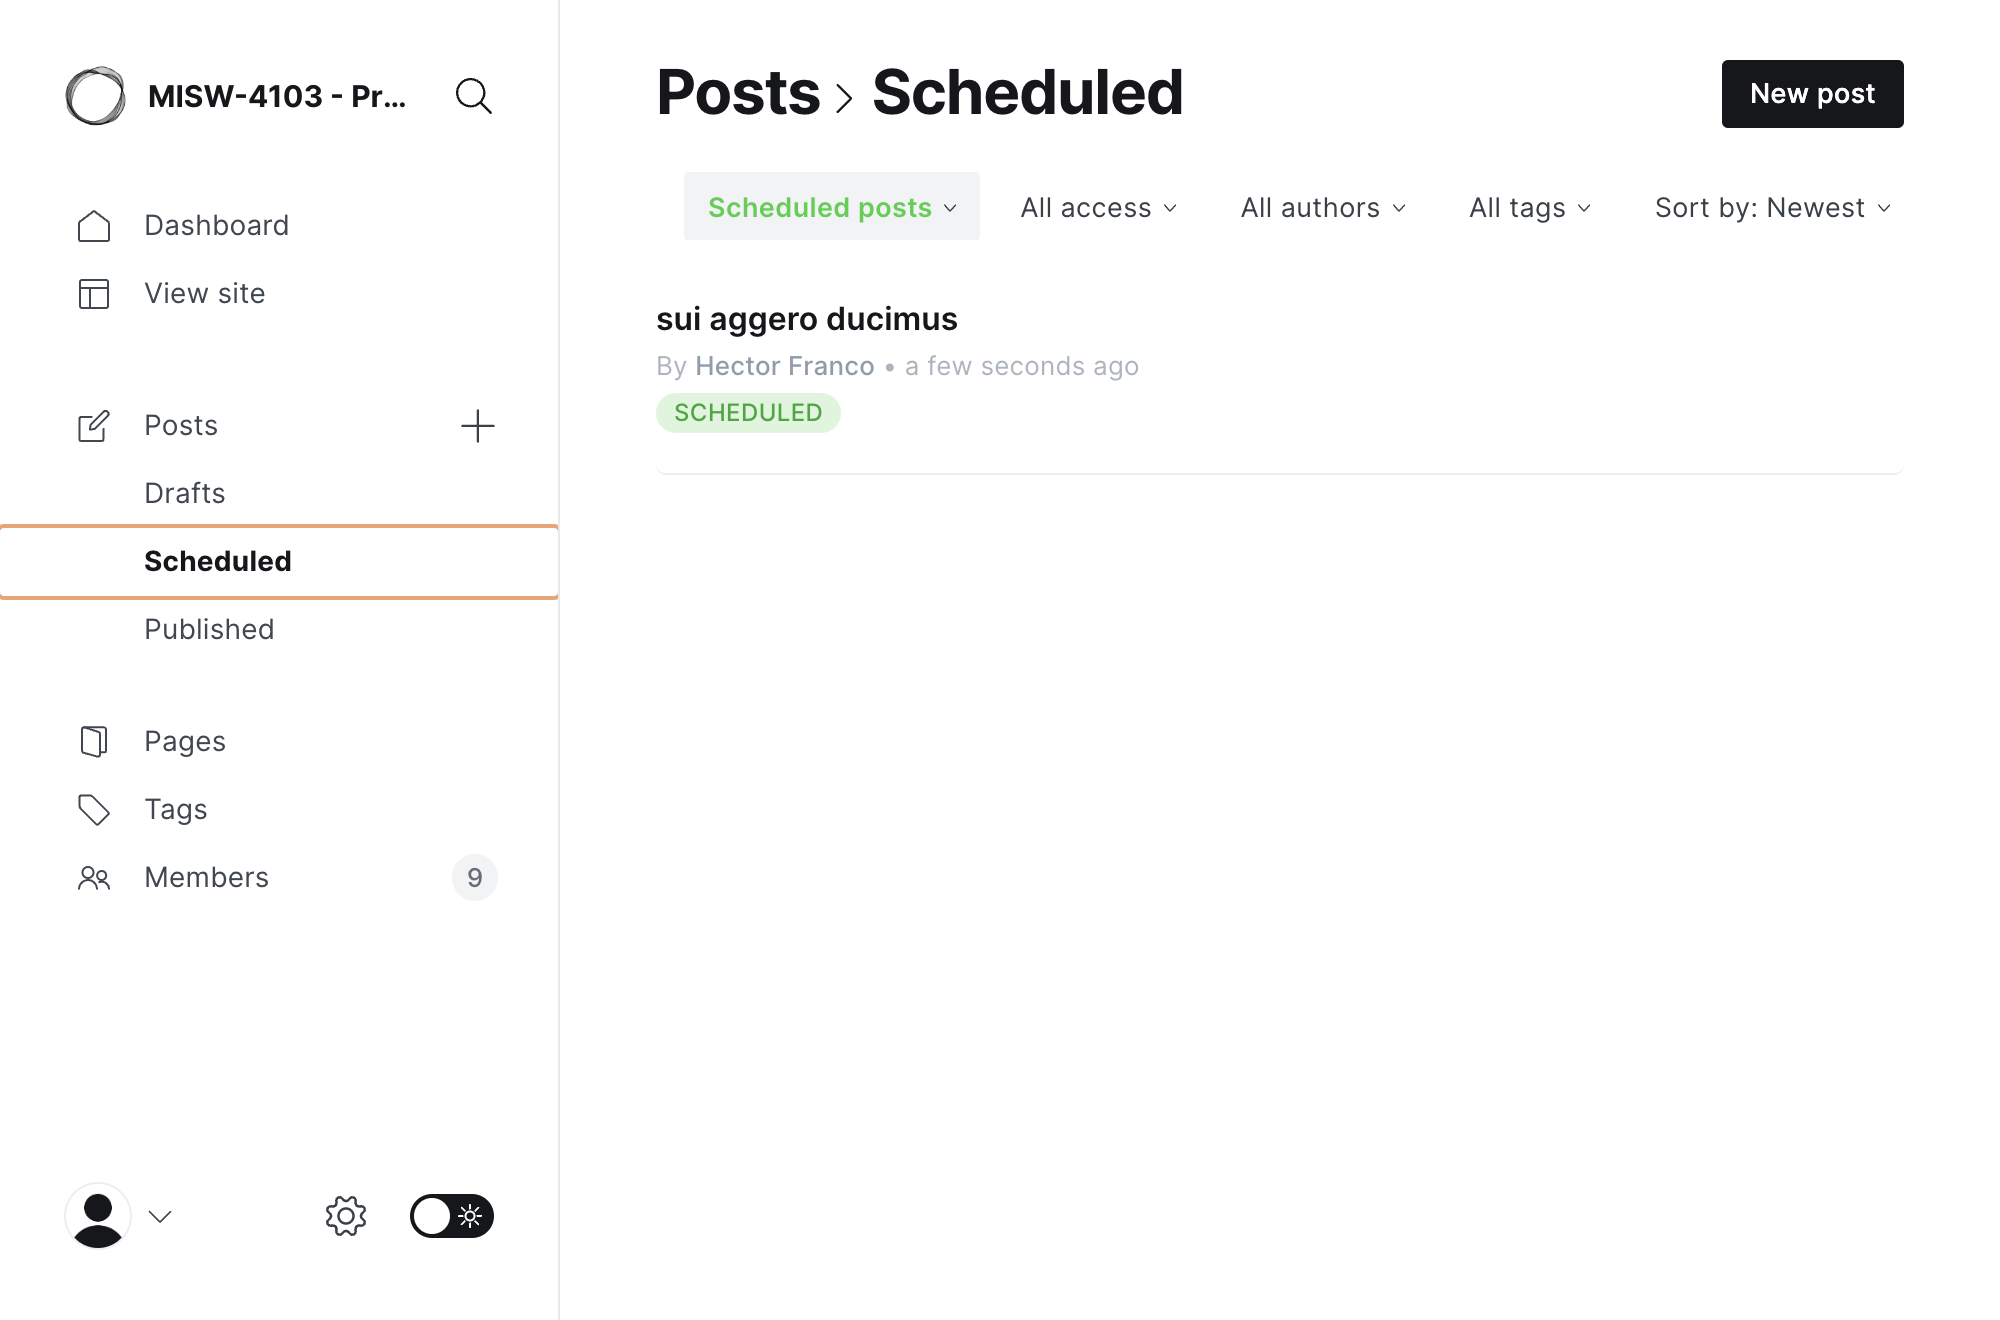 MISW-4103 - Pr...
Dashboard
View site
Posts
Drafts
Scheduled
Published
Pages
Tags
Members 9
Posts > Scheduled
New post
Scheduled posts All access All authors All tags Sort by: Newest
sui aggero ducimus
By Hector Franco • a few seconds ago
SCHEDULED